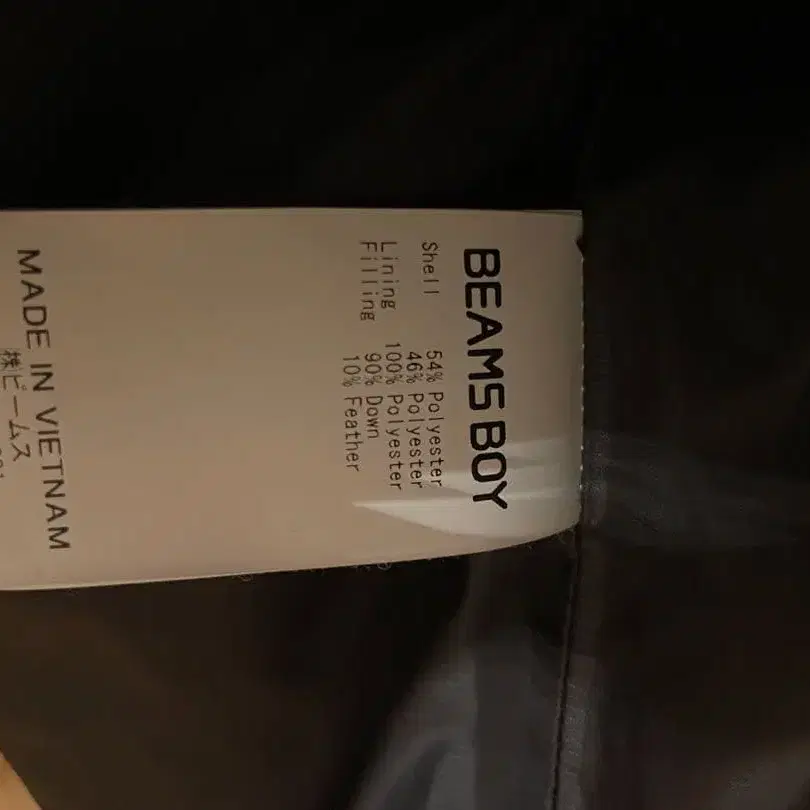 BEAMS BOY
Shell 54% Polyester
46% Polyester
Lining 100% Polyester
Filling 90% Down
10% Feather
MADE IN VIETNAM
㈱ビームス